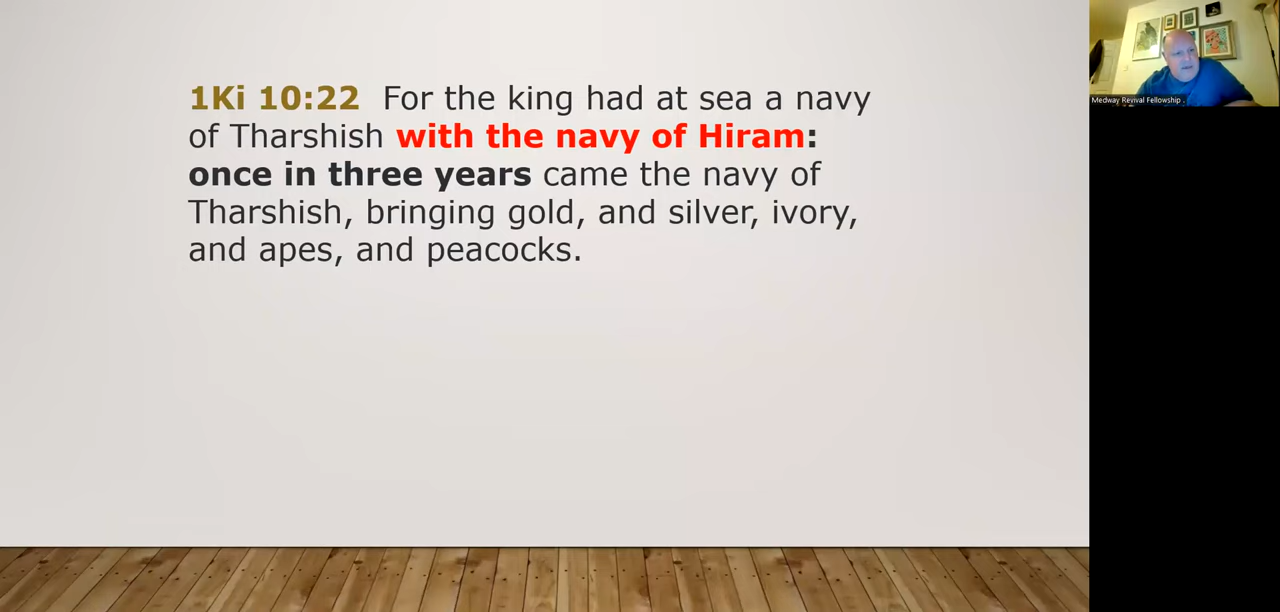 1Ki 10:22 For the king had at sea a navy
of Tharshish with the navy of Hiram:
once in three years came the navy of
Tharshish, bringing gold, and silver, ivory,
and apes, and peacocks.
Medway Revival Fellowship .